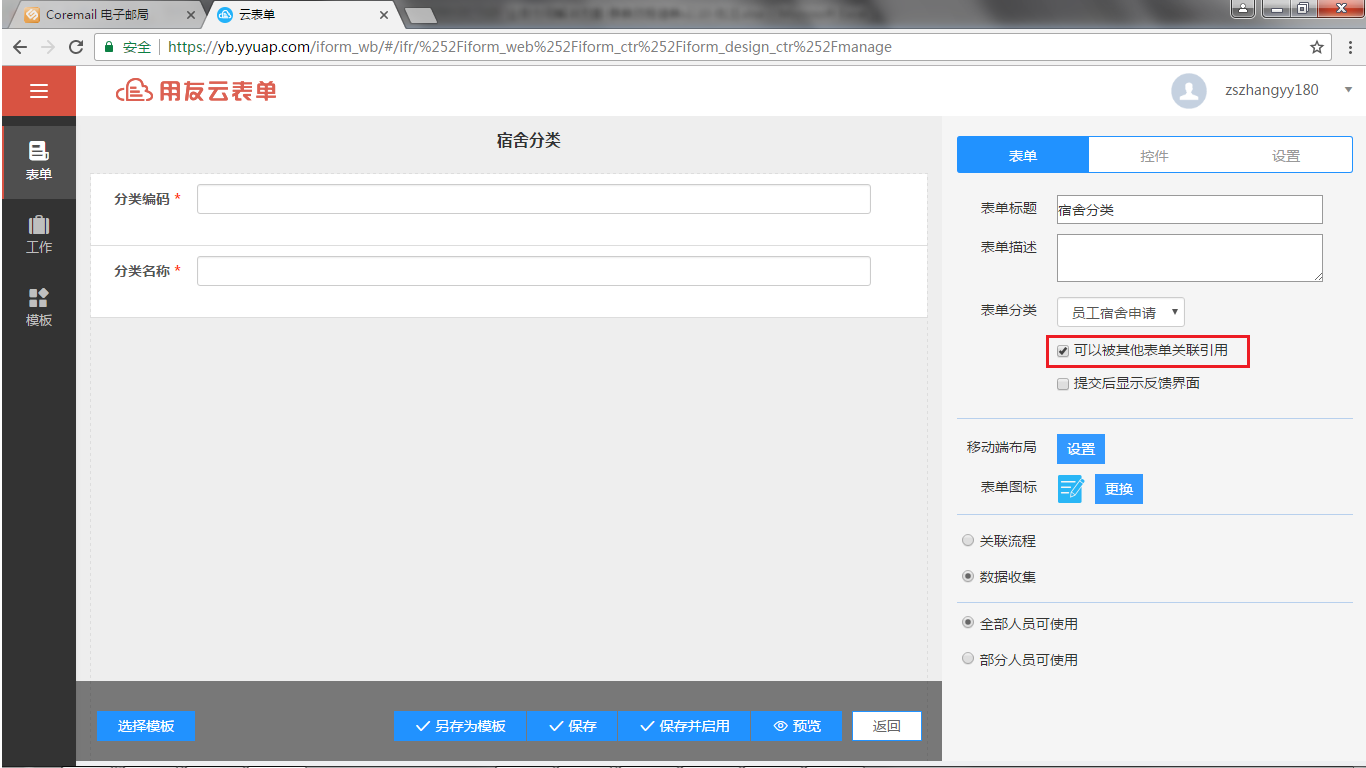 Coremail 电子邮局
云表单
安全 https://yb.yyuap.com/iform_wb/#/ifr/%252Fiform_web%252Fiform_ctr%252Fiform_design_ctr%252Fmanage
用友云表单
zszhangyy180
表单
工作
模板
宿舍分类
分类编码 *
分类名称 *
选择模板
另存为模板
保存
保存并启用
预览
返回
表单 控件 设置
表单标题 宿舍分类
表单描述
表单分类 员工宿舍申请
可以被其他表单关联引用
提交后显示反馈界面
移动端布局 设置
表单图标 更换
关联流程
数据收集
全部人员可使用
部分人员可使用